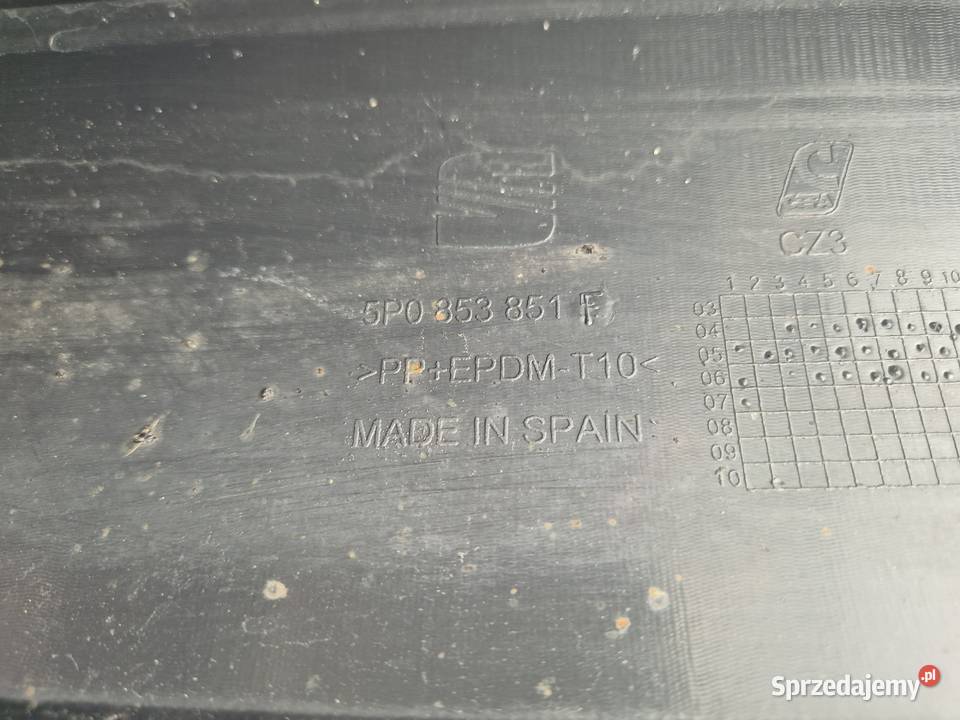 CZ3
5P0 853 851 F
>PP+EPDM-T10<
MADE IN SPAIN
1 2 3 4 5 6 7 8 9 10
03
04
05
06
07
08
09
10
Sprzedajemy.pl